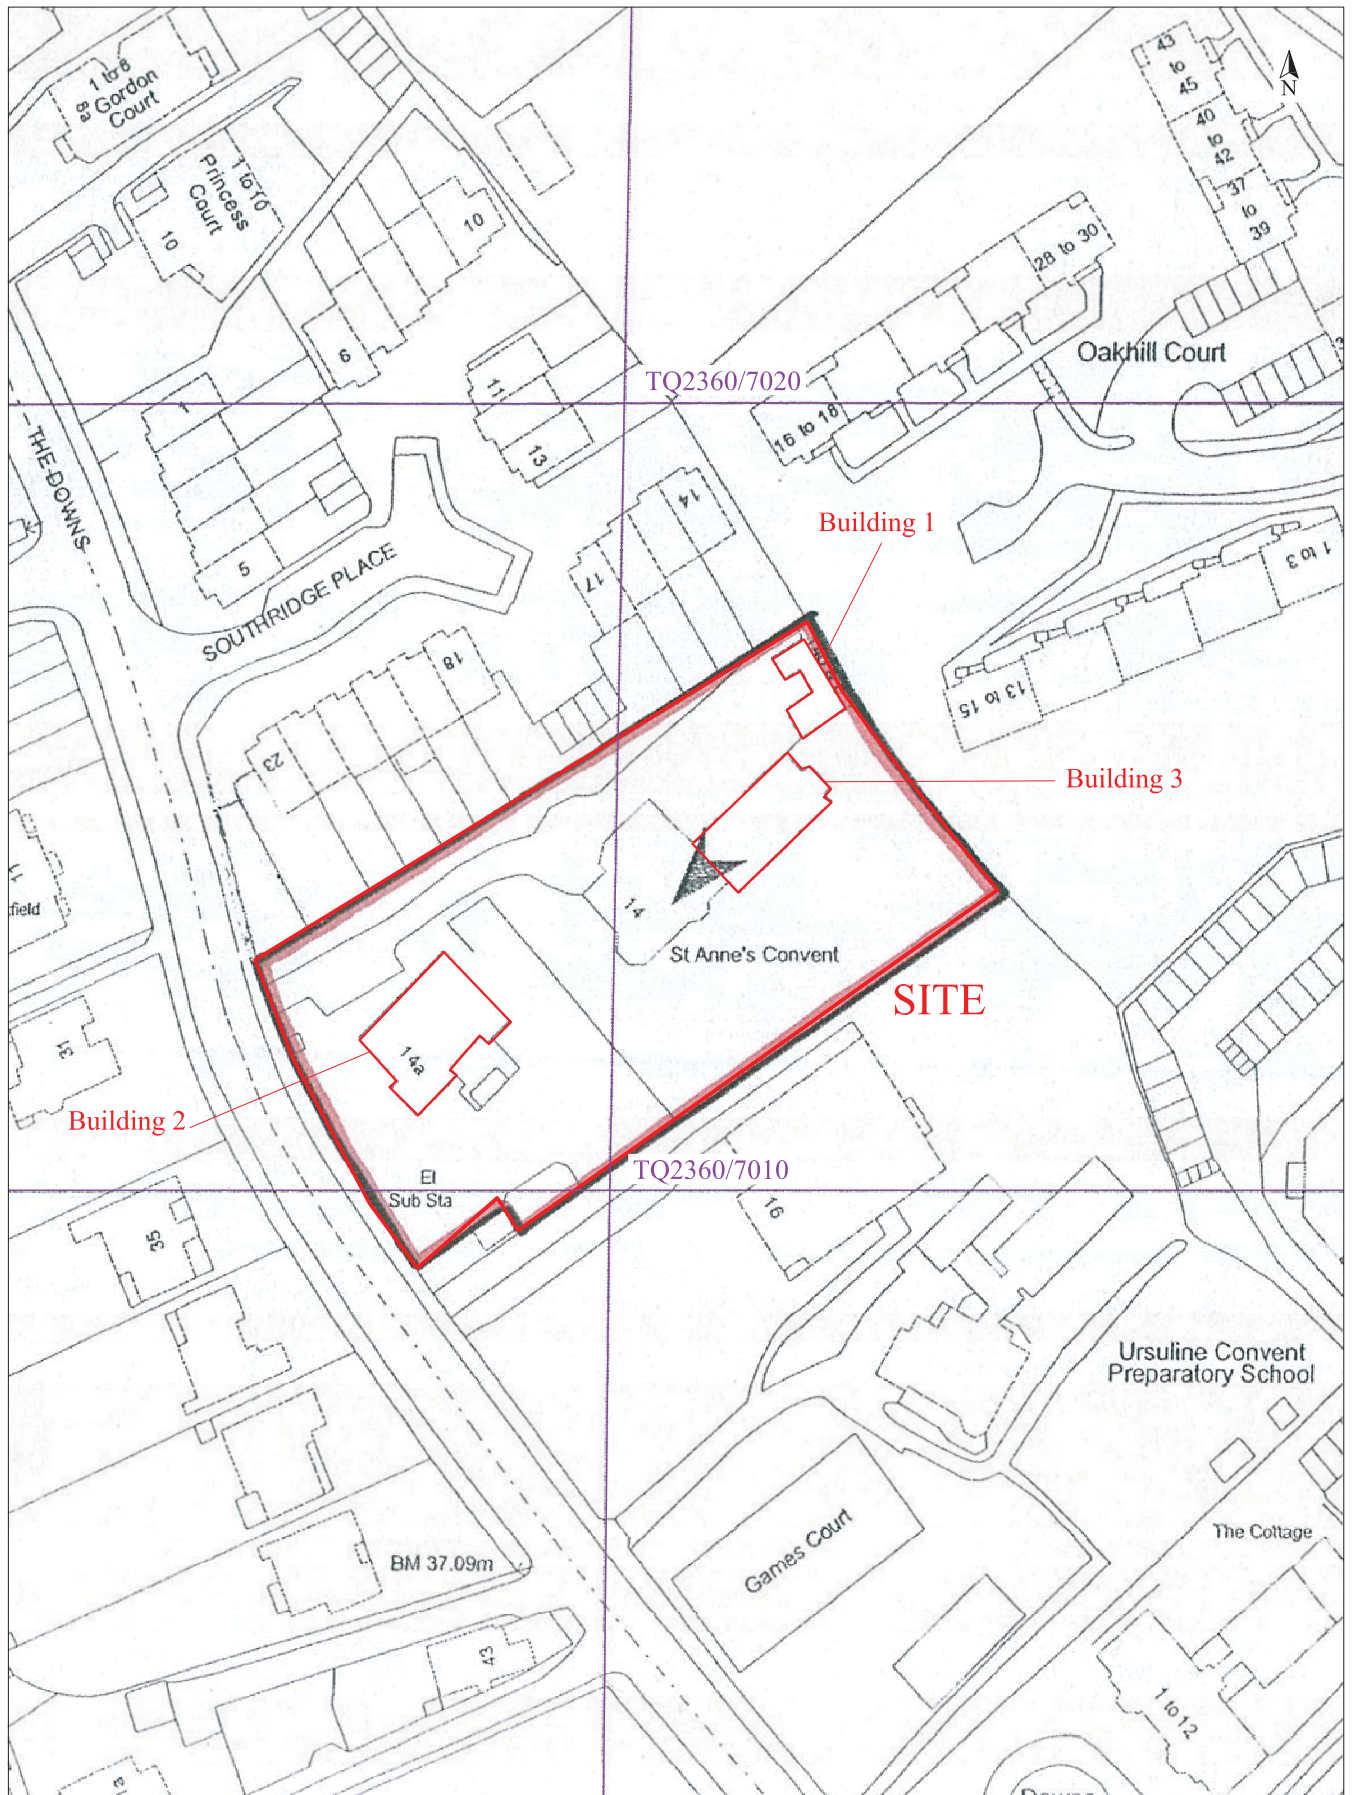 43
to
45
N
1 to 8
Gordon
Court
8a
40
to
42
1 to 10
Princess
Court
10
37
to
39
10
28 to 30
6
Oakhill Court
TQ2360/7020
11
1
16 to 18
13
THE DOWNS
14
Building 1
1 to 3
5
SOUTHRIDGE PLACE
17
18
13 to 15
23
Building 3
11
field
14
St Anne's Convent
SITE
31
14a
Building 2
El
Sub Sta
TQ2360/7010
16
35
Ursuline Convent
Preparatory School
The Cottage
Games Court
BM 37.09m
43
1 to 12
Downs